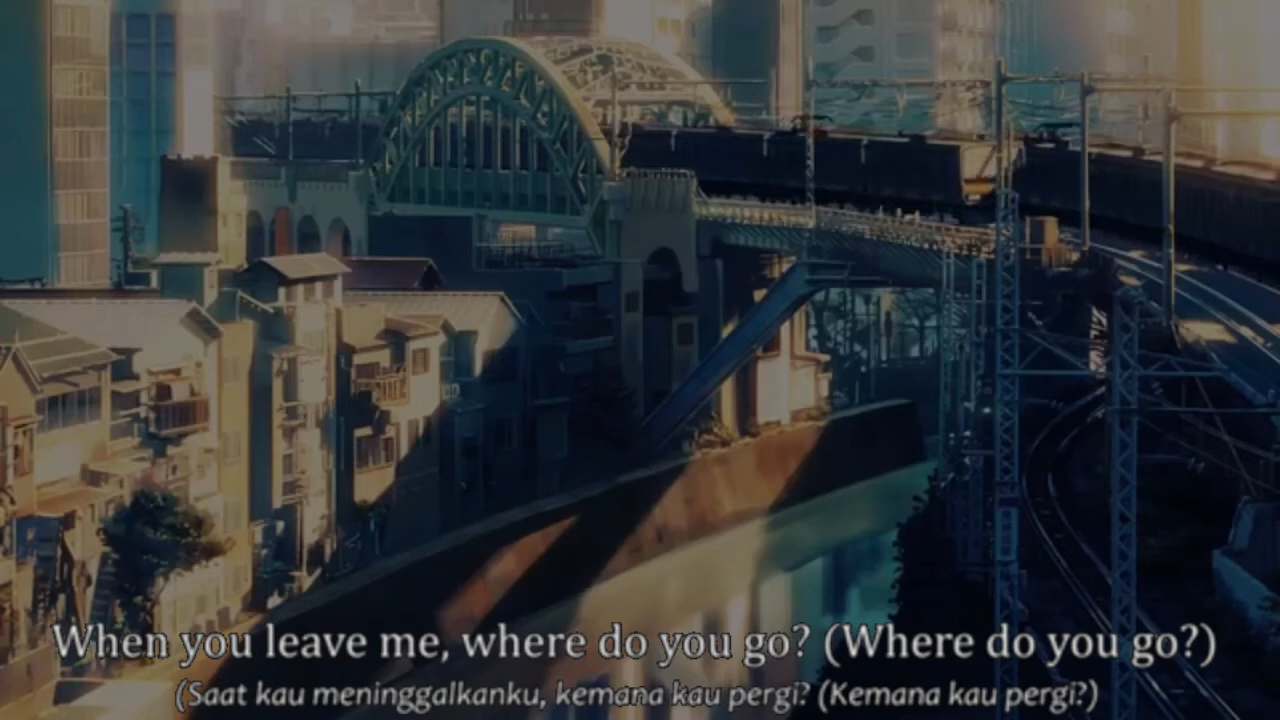 When you leave me, where do you go? (Where do you go?)
(Saat kau meninggalkanku, kemana kau pergi? (Kemana kau pergi?)